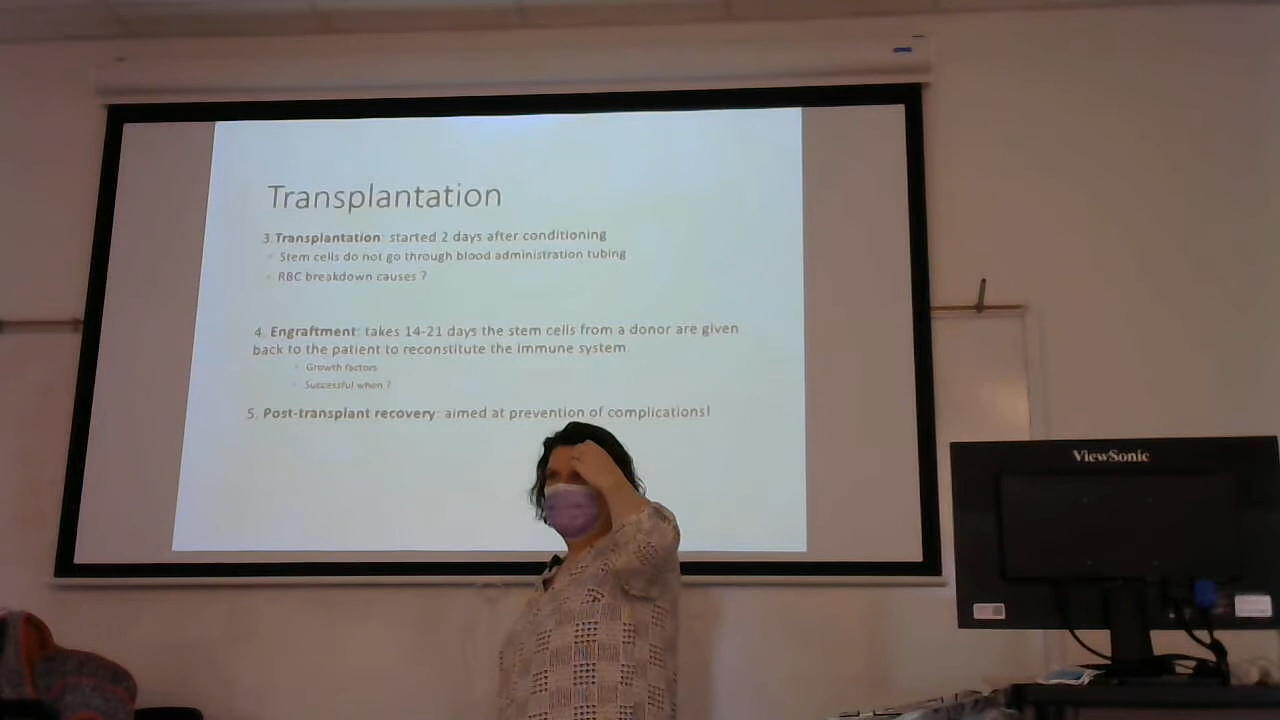 Transplantation
3.Transplantation: started 2 days after conditioning
Stem cells do not go through blood administration tubing
RBC breakdown causes ?
4. Engraftment: takes 14-21 days the stem cells from a donor are given
back to the patient to reconstitute the immune system.
Growth factors
Successful when ?
5. Post-transplant recovery: aimed at prevention of complications!
ViewSonic